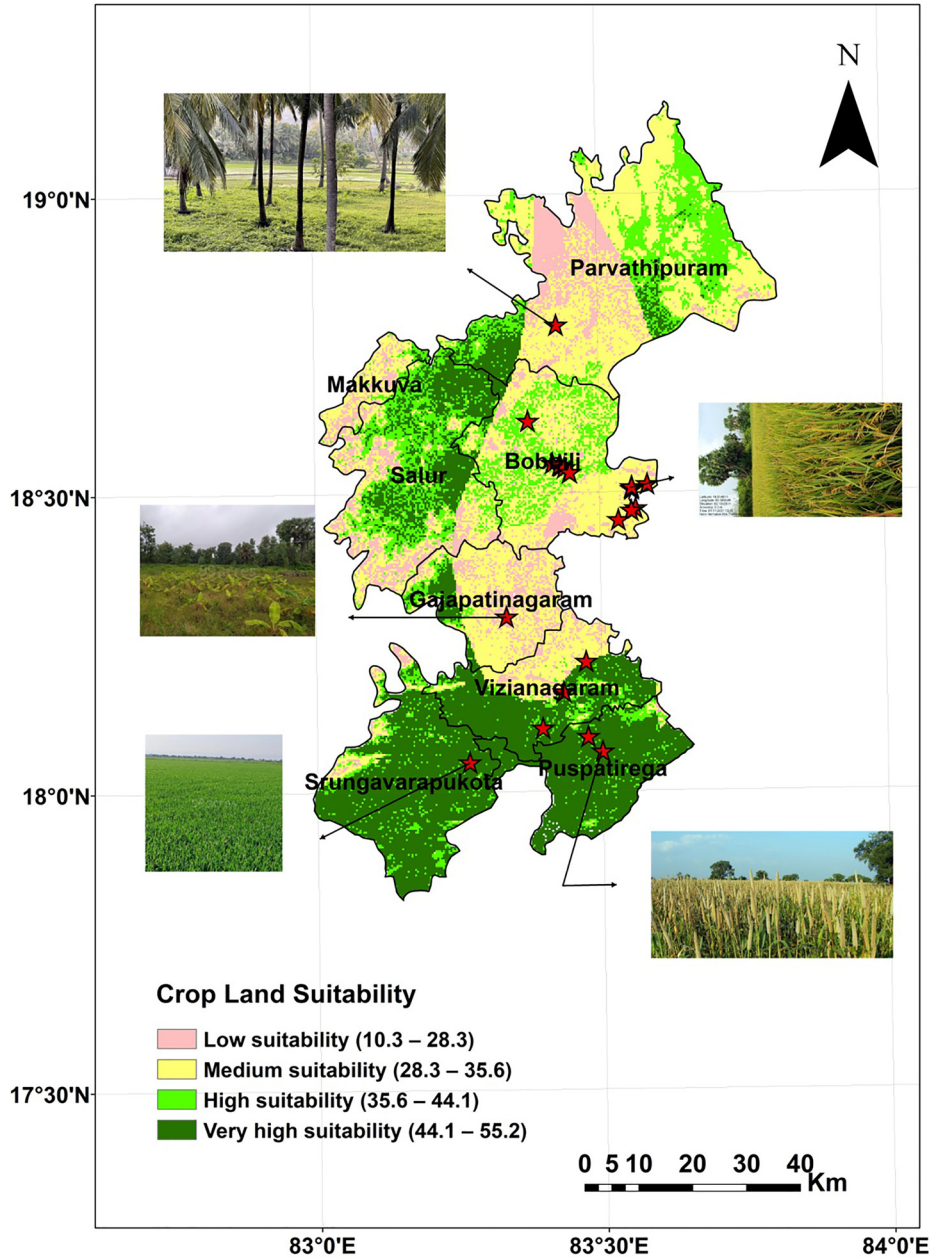 N
19°0'0"N
Parvathipuram
Makkuva
Bobbili
Salur
18°30'N
Gajapatinagaram
Vizianagaram
Puspatirega
Srungavarapukota
18°0'0"N
Crop Land Suitability
Low suitability (10.3 – 28.3)
Medium suitability (28.3 – 35.6)
High suitability (35.6 – 44.1)
Very high suitability (44.1 – 55.2)
17°30'N
0 5 10 20 30 40
Km
83°0'E
83°30'E
84°0'E